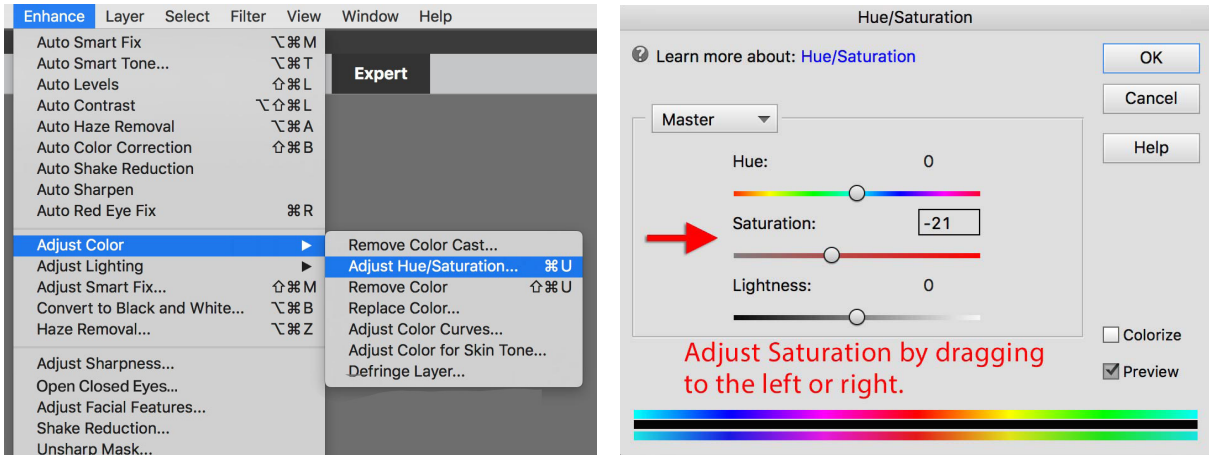 Enhance Layer Select Filter View Window Help
Auto Smart Fix ⌥⌘M
Auto Smart Tone... ⌥⌘T
Auto Levels ⇧⌘L
Auto Contrast ⌥⇧⌘L
Auto Haze Removal ⌥⌘A
Auto Color Correction ⇧⌘B
Auto Shake Reduction
Auto Sharpen
Auto Red Eye Fix ⌘R
Adjust Color
Adjust Lighting
Adjust Smart Fix... ⇧⌘M
Convert to Black and White... ⌥⌘B
Haze Removal... ⌥⌘Z
Adjust Sharpness...
Open Closed Eyes...
Adjust Facial Features...
Shake Reduction...
Unsharp Mask...
Expert
Remove Color Cast...
Adjust Hue/Saturation... ⌘U
Remove Color ⇧⌘U
Replace Color...
Adjust Color Curves...
Adjust Color for Skin Tone...
Defringe Layer...
Hue/Saturation
? Learn more about: Hue/Saturation
OK
Cancel
Help
Master
Hue: 0
Saturation: -21
Lightness: 0
Colorize
Preview
Adjust Saturation by dragging
to the left or right.